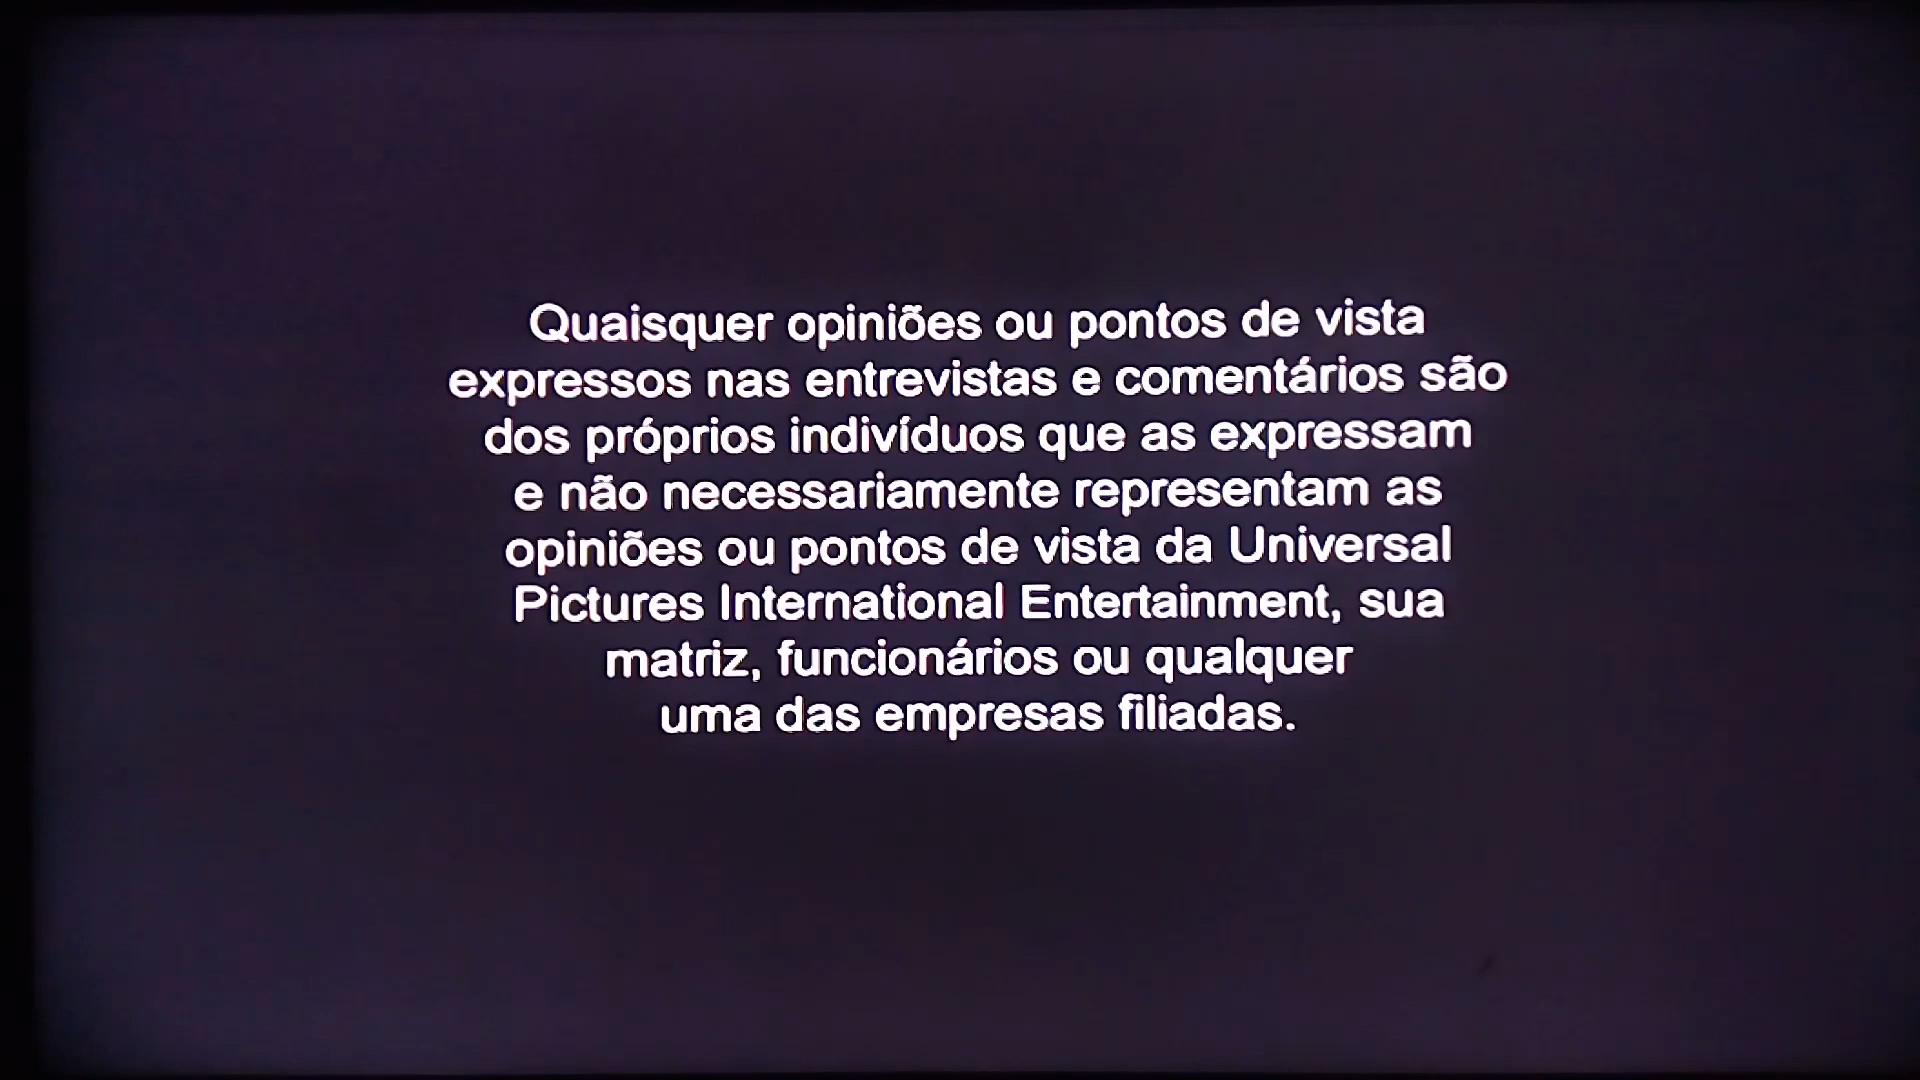 Quaisquer opiniões ou pontos de vista
expressos nas entrevistas e comentários são
dos próprios indivíduos que as expressam
e não necessariamente representam as
opiniões ou pontos de vista da Universal
Pictures International Entertainment, sua
matriz, funcionários ou qualquer
uma das empresas filiadas.